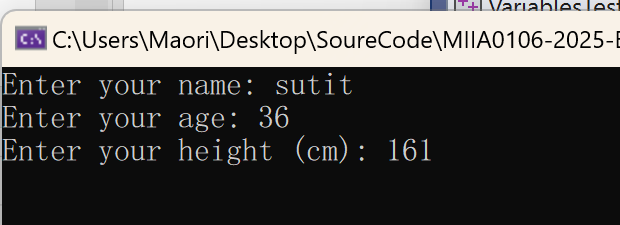 VariablesTest
C:\Users\Maori\Desktop\SoureCode\MIIA0106-2025-
Enter your name: sutit
Enter your age: 36
Enter your height (cm): 161